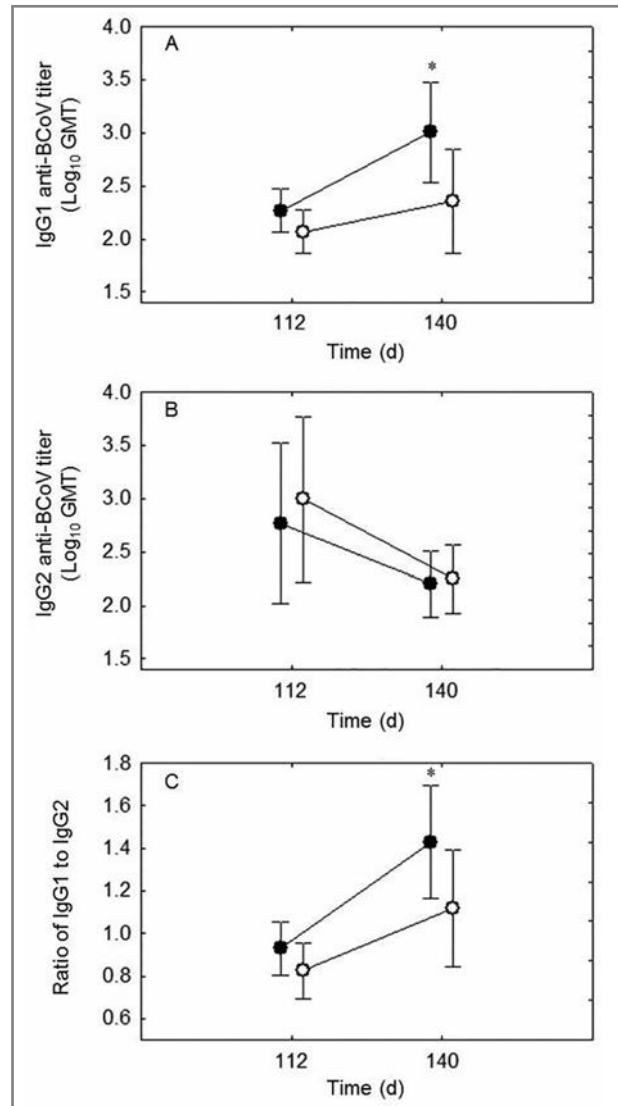 A
*
IgG1 anti-BCoV titer
(Log₁₀ GMT)
4.0
3.5
3.0
2.5
2.0
1.5
112
140
Time (d)
B
IgG2 anti-BCoV titer
(Log₁₀ GMT)
4.0
3.5
3.0
2.5
2.0
1.5
112
140
Time (d)
C
*
Ratio of IgG1 to IgG2
1.8
1.6
1.4
1.2
1.0
0.8
0.6
112
140
Time (d)